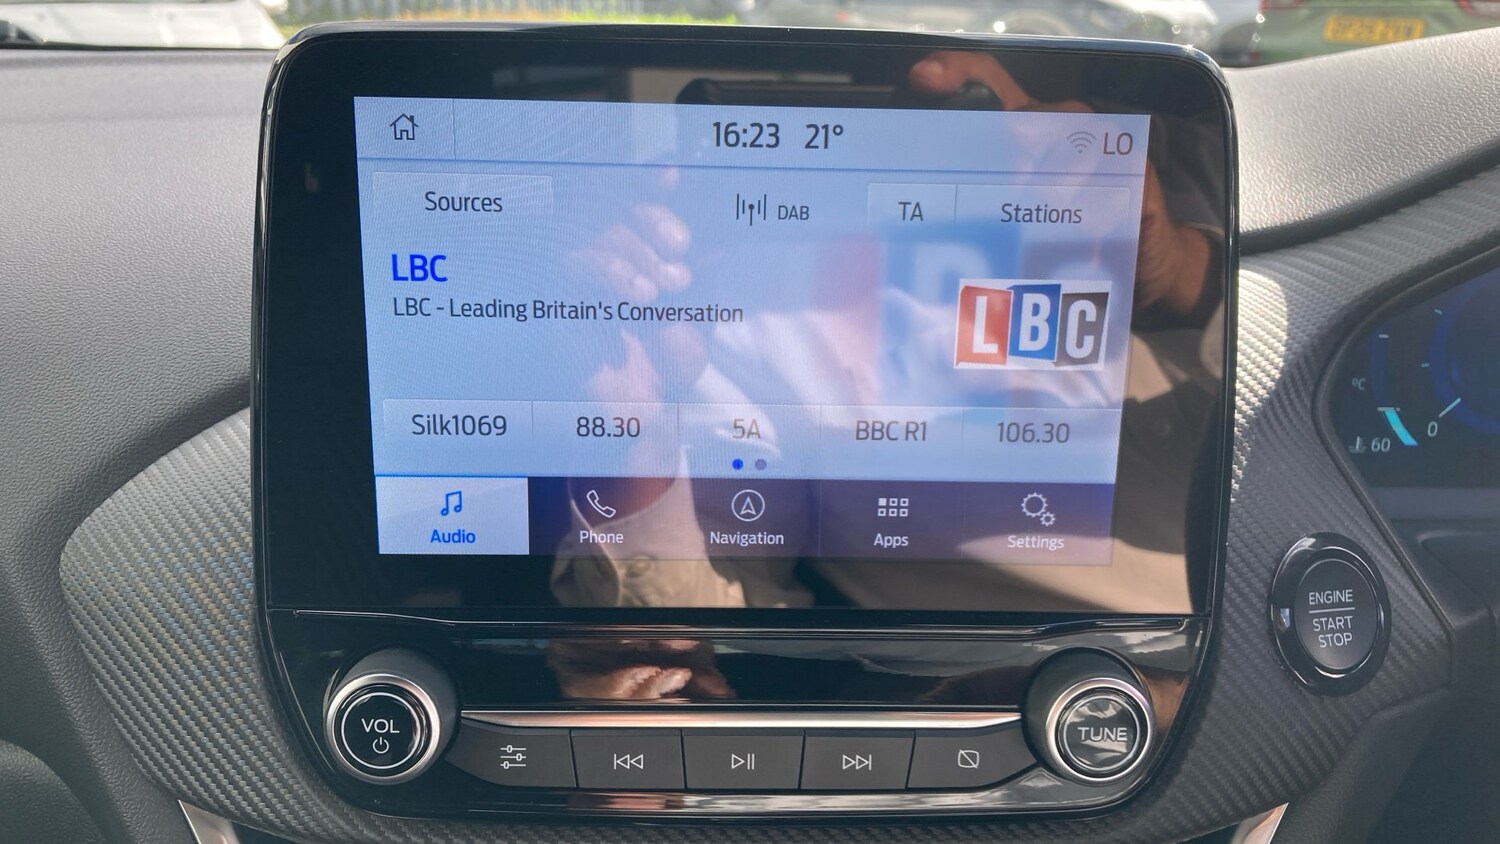 16:23 21° LO
Sources DAB TA Stations
LBC
LBC - Leading Britain's Conversation
LBC
Silk1069 88.30 5A BBC R1 106.30
Audio Phone Navigation Apps Settings
°C
60 0
ENGINE
START
STOP
VOL
TUNE